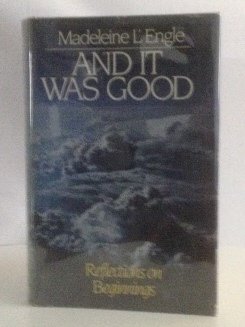 Madeleine L'Engle
AND IT
WAS GOOD
Reflections on
Beginnings